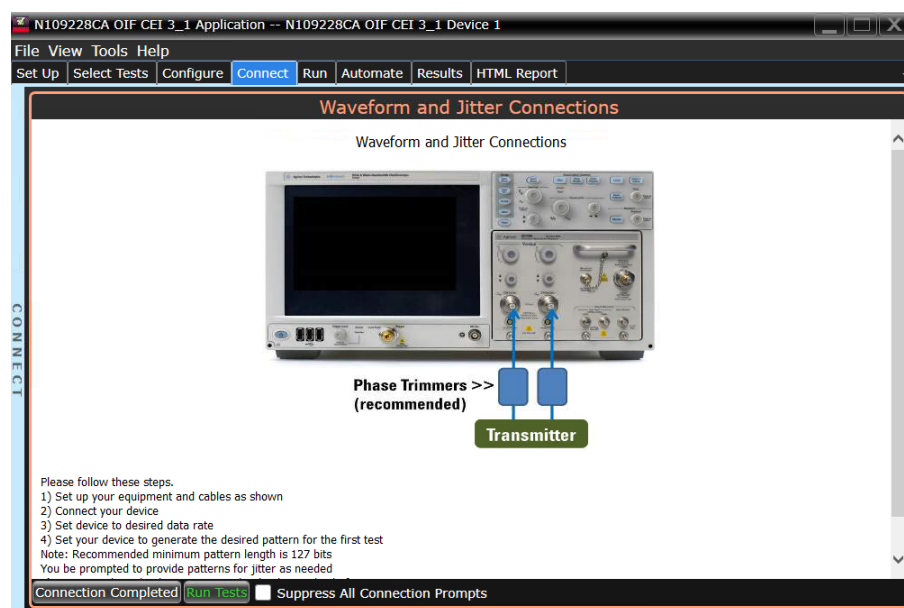 N109228CA OIF CEI 3_1 Application -- N109228CA OIF CEI 3_1 Device 1
File View Tools Help
Set Up Select Tests Configure Connect Run Automate Results HTML Report
Waveform and Jitter Connections
Waveform and Jitter Connections
CONNECT
Agilent Technologies
Phase Trimmers >>
(recommended)
Transmitter
Please follow these steps.
1) Set up your equipment and cables as shown
2) Connect your device
3) Set device to desired data rate
4) Set your device to generate the desired pattern for the first test
Note: Recommended minimum pattern length is 127 bits
You be prompted to provide patterns for jitter as needed
Connection Completed Run Tests Suppress All Connection Prompts